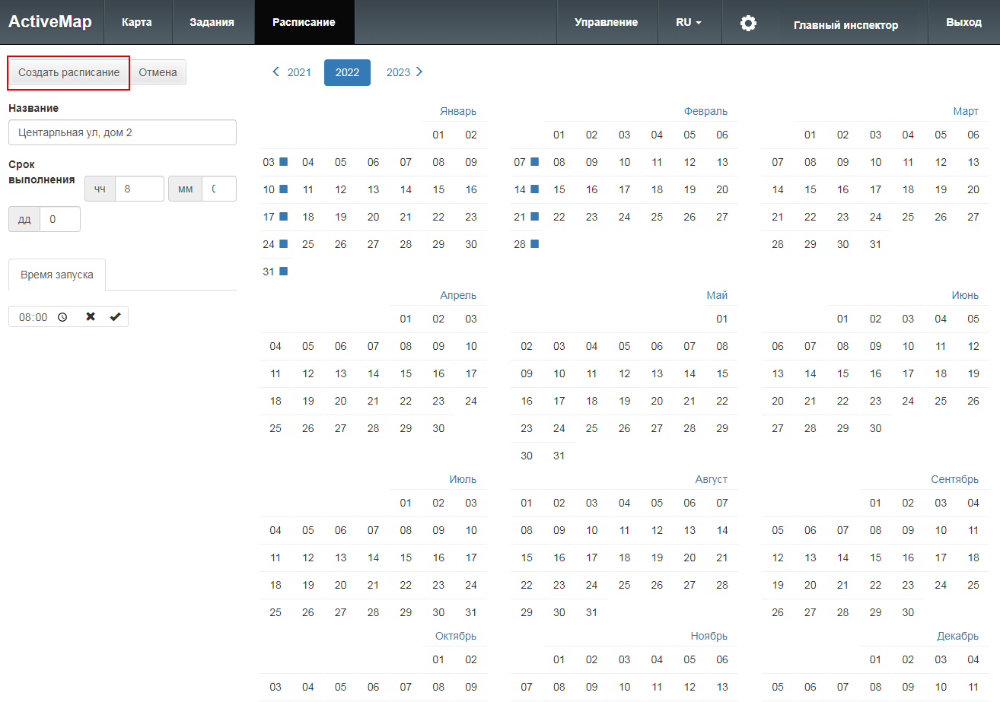 ActiveMap Карта Задания Расписание Управление RU Главный инспектор Выход
Создать расписание Отмена
2021 2022 2023
Название
Центарльная ул, дом 2
Срок выполнения
чч 8 мм 0
дд 0
Время запуска
08:00
Январь
01 02
03 04 05 06 07 08 09
10 11 12 13 14 15 16
17 18 19 20 21 22 23
24 25 26 27 28 29 30
31
Февраль
01 02 03 04 05 06
07 08 09 10 11 12 13
14 15 16 17 18 19 20
21 22 23 24 25 26 27
28
Март
01 02 03 04 05 06
07 08 09 10 11 12 13
14 15 16 17 18 19 20
21 22 23 24 25 26 27
28 29 30 31
Апрель
01 02 03
04 05 06 07 08 09 10
11 12 13 14 15 16 17
18 19 20 21 22 23 24
25 26 27 28 29 30
Май
01
02 03 04 05 06 07 08
09 10 11 12 13 14 15
16 17 18 19 20 21 22
23 24 25 26 27 28 29
30 31
Июнь
01 02 03 04 05
06 07 08 09 10 11 12
13 14 15 16 17 18 19
20 21 22 23 24 25 26
27 28 29 30
Июль
01 02 03
04 05 06 07 08 09 10
11 12 13 14 15 16 17
18 19 20 21 22 23 24
25 26 27 28 29 30 31
Август
01 02 03 04 05 06 07
08 09 10 11 12 13 14
15 16 17 18 19 20 21
22 23 24 25 26 27 28
29 30 31
Сентябрь
01 02 03 04
05 06 07 08 09 10 11
12 13 14 15 16 17 18
19 20 21 22 23 24 25
26 27 28 29 30
Октябрь
01 02
03 04 05 06 07 08 09
Ноябрь
01 02 03 04 05 06
07 08 09 10 11 12 13
Декабрь
01 02 03 04
05 06 07 08 09 10 11